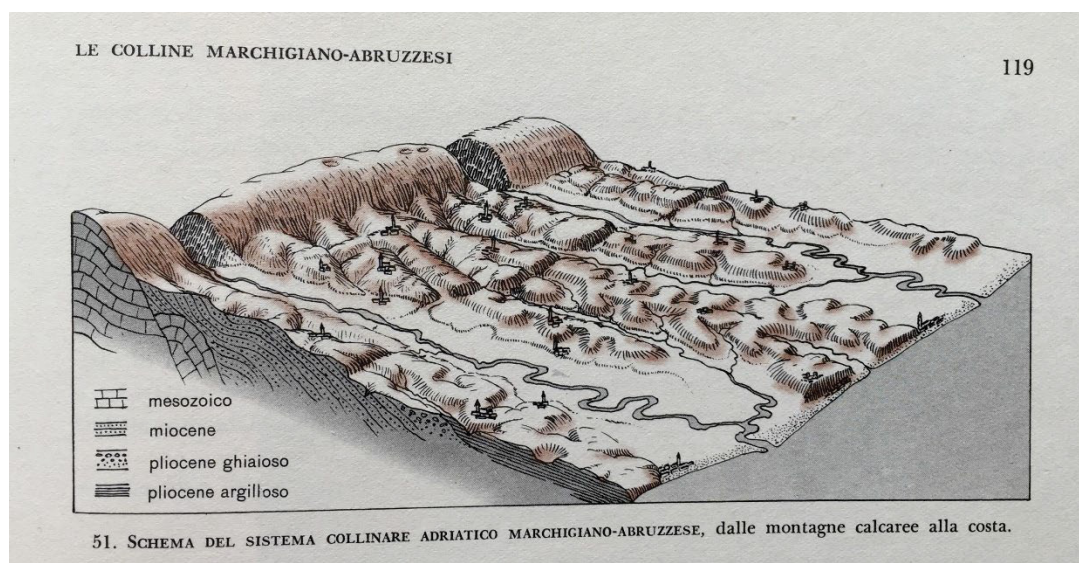 LE COLLINE MARCHIGIANO-ABRUZZESI
119
mesozoico
miocene
pliocene ghiaioso
pliocene argilloso
51. SCHEMA DEL SISTEMA COLLINARE ADRIATICO MARCHIGIANO-ABRUZZESE, dalle montagne calcaree alla costa.